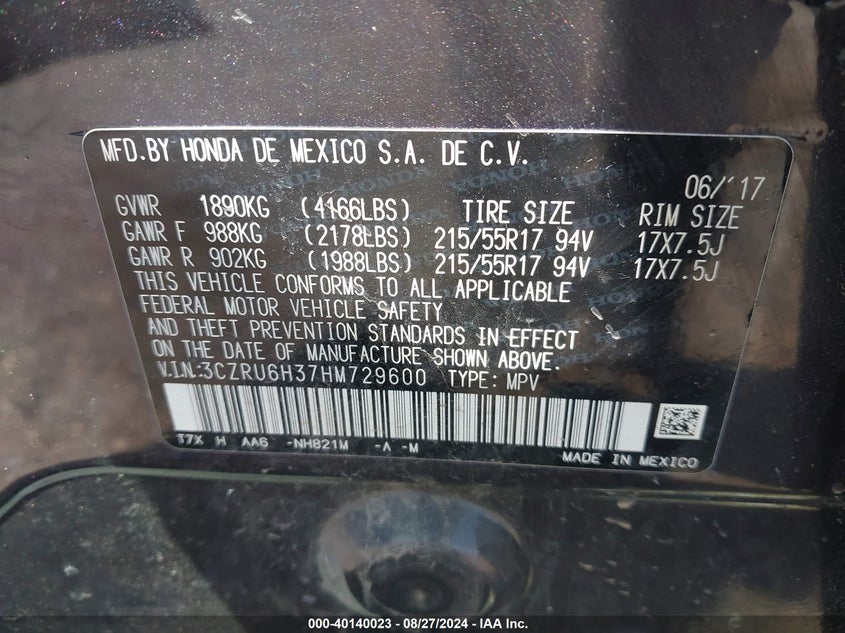 MFD.BY HONDA DE MEXICO S.A. DE C.V.
06/'17
GVWR 1890KG (4166LBS) TIRE SIZE RIM SIZE
GAWR F 988KG (2178LBS) 215/55R17 94V 17X7.5J
GAWR R 902KG (1988LBS) 215/55R17 94V 17X7.5J
THIS VEHICLE CONFORMS TO ALL APPLICABLE
FEDERAL MOTOR VEHICLE SAFETY
AND THEFT PREVENTION STANDARDS IN EFFECT
ON THE DATE OF MANUFACTURE SHOWN ABOVE.
V.I.N:3CZRU6H37HM729600 TYPE: MPV
T7X H AA6 -NH821M -A -M
MADE IN MEXICO
000-40140023 - 08/27/2024 - IAA Inc.